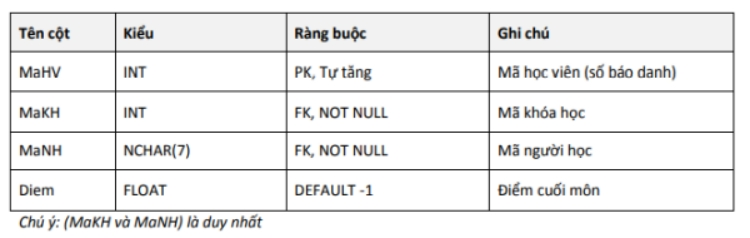 Tên cột Kiểu Ràng buộc Ghi chú
MaHV INT PK, Tự tăng Mã học viên (số báo danh)
MaKH INT FK, NOT NULL Mã khóa học
MaNH NCHAR(7) FK, NOT NULL Mã người học
Diem FLOAT DEFAULT -1 Điểm cuối môn
Chú ý: (MaKH và MaNH) là duy nhất